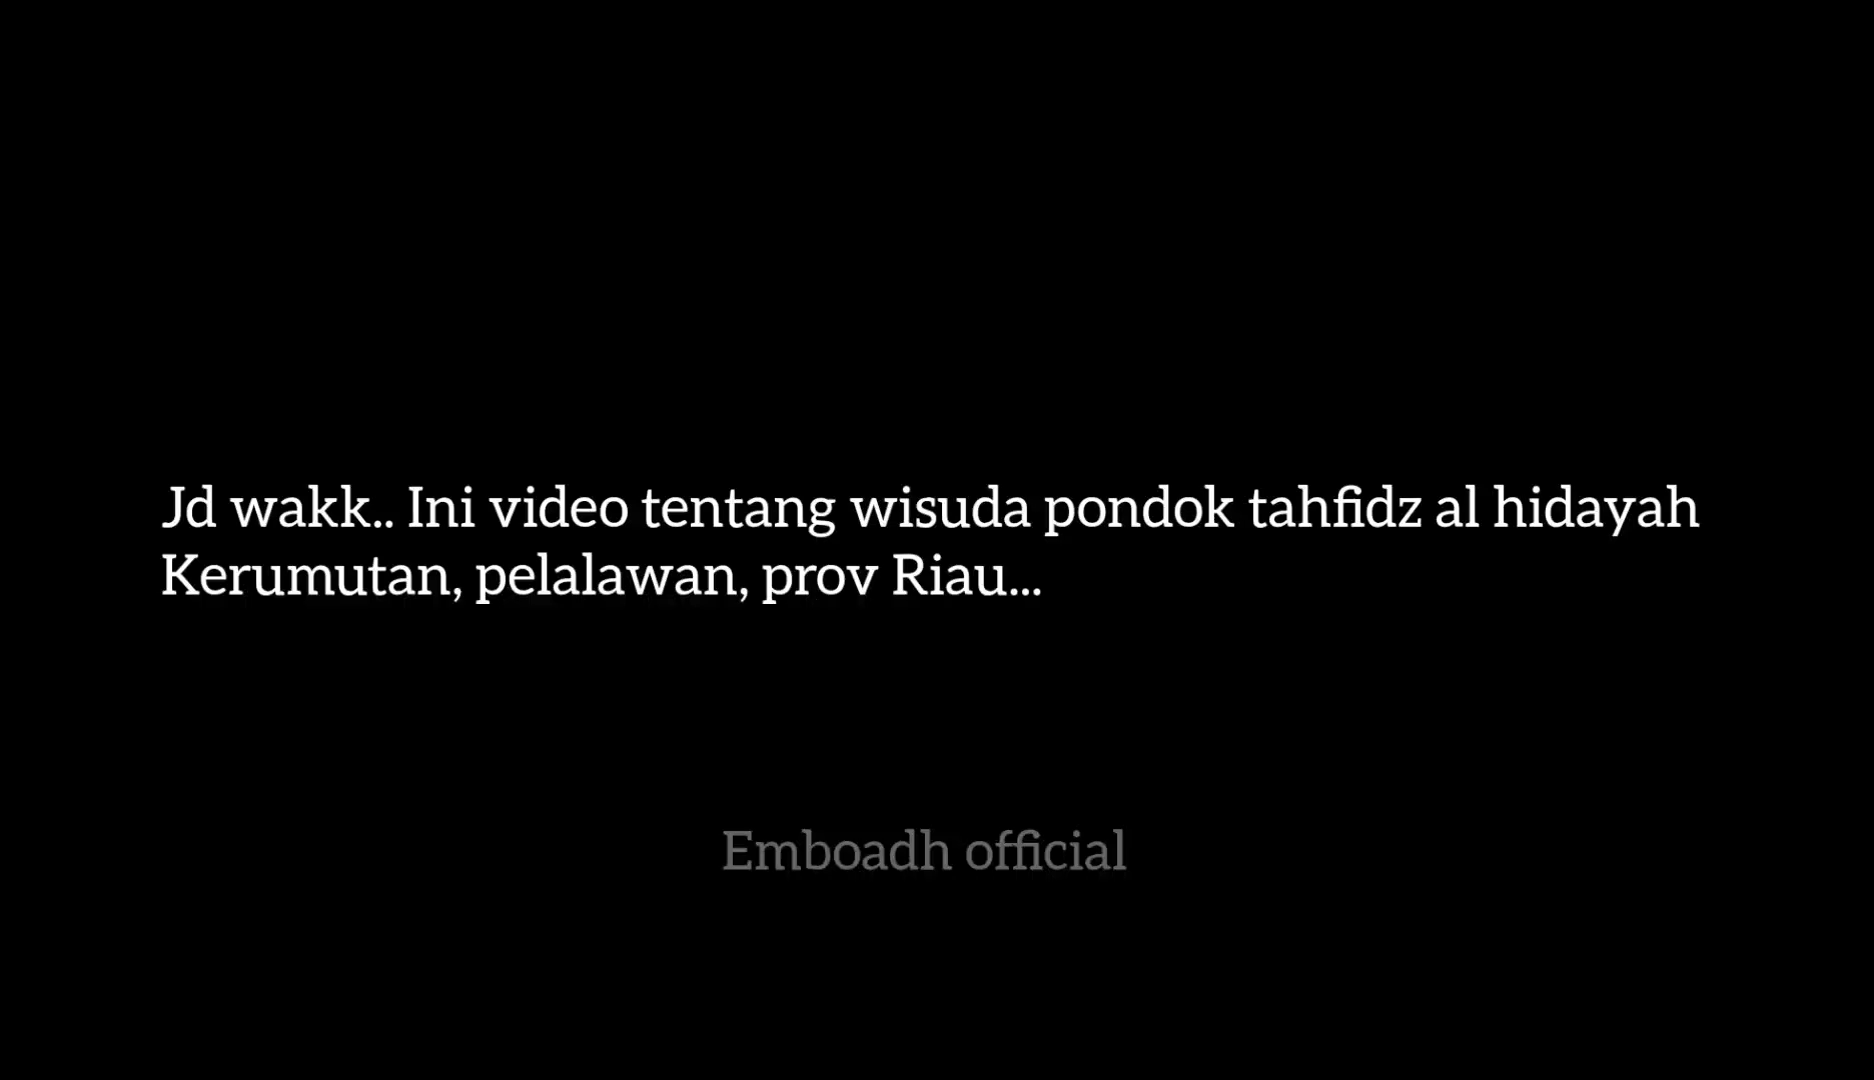 Jd wakk.. Ini video tentang wisuda pondok tahfidz al hidayah
Kerumutan, pelalawan, prov Riau...
Emboadh official